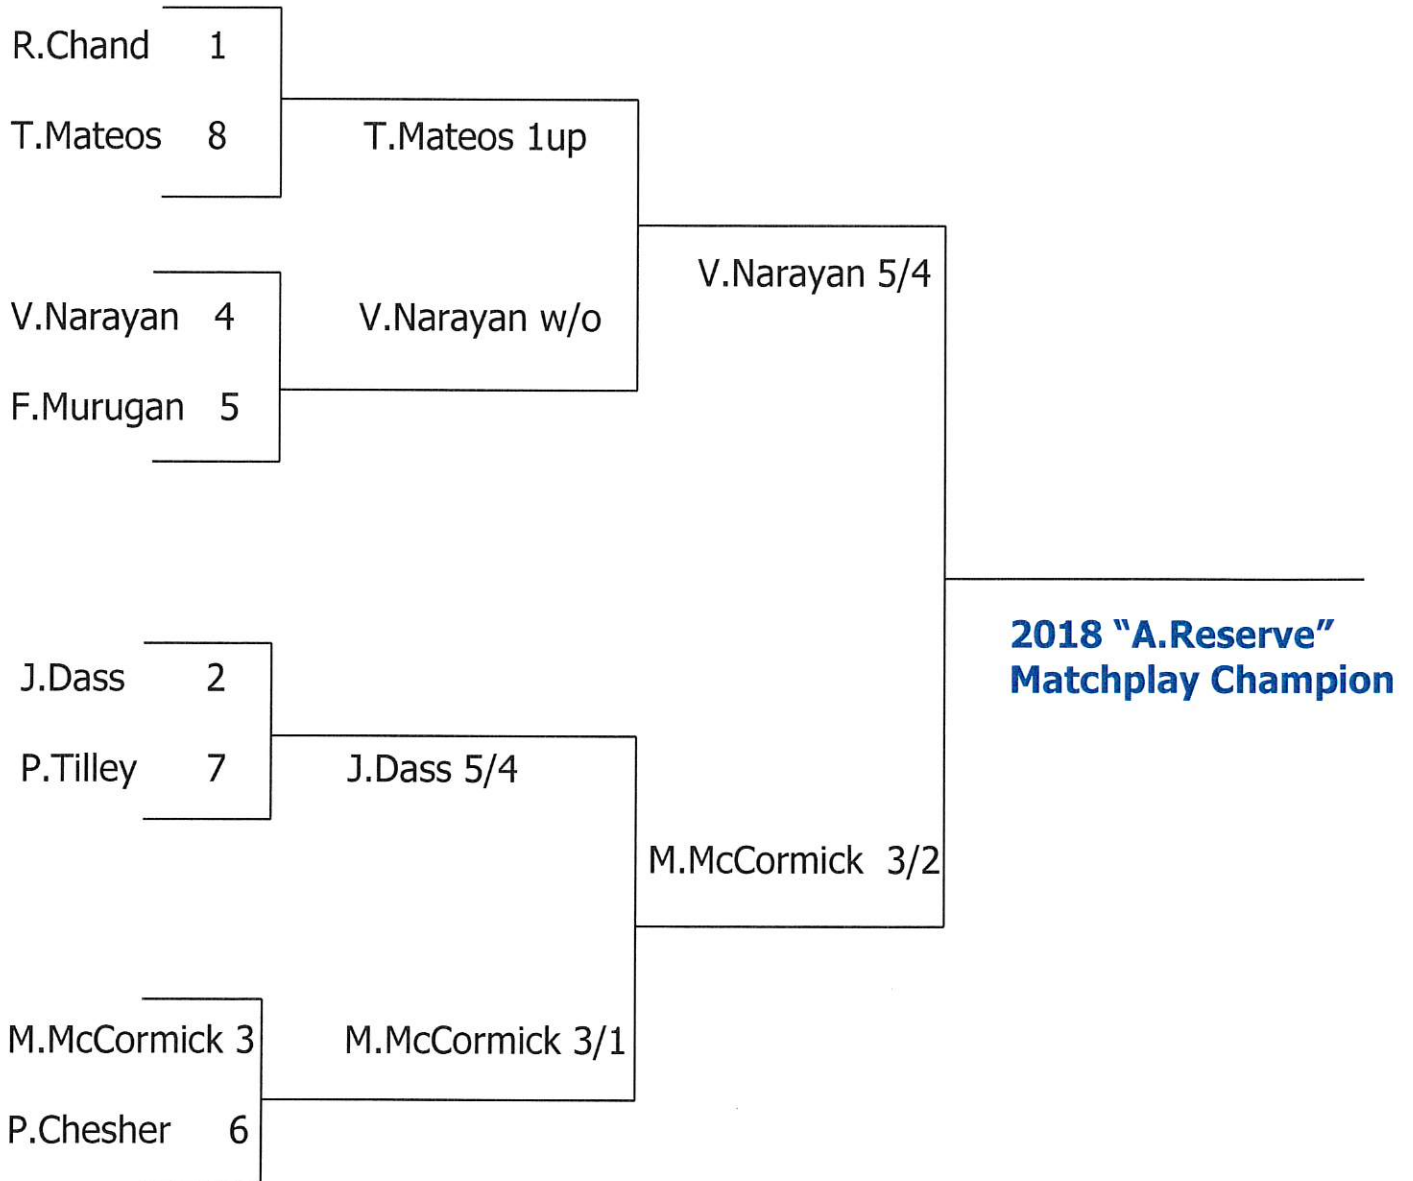 R.Chand 1
T.Mateos 8
T.Mateos 1up
V.Narayan 5/4
V.Narayan 4
V.Narayan w/o
F.Murugan 5
2018 “A.Reserve”
Matchplay Champion
J.Dass 2
P.Tilley 7
J.Dass 5/4
M.McCormick 3/2
M.McCormick 3
M.McCormick 3/1
P.Chesher 6